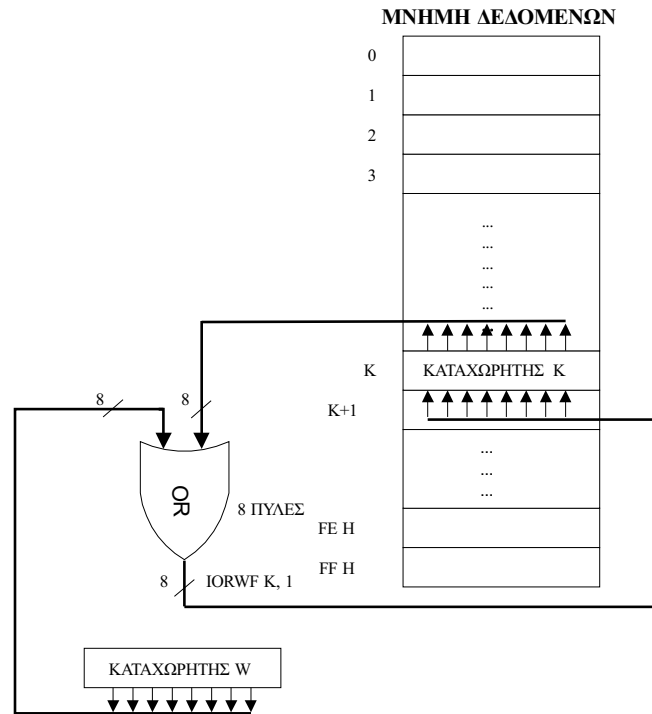 ΜΝΗΜΗ ΔΕΔΟΜΕΝΩΝ
0
1
2
3
...
...
...
...
...
...
K ΚΑΤΑΧΩΡΗΤΗΣ K
K+1
8 8
...
...
...
OR
8 ΠΥΛΕΣ
FE H
FF H
8 IORWF K, 1
ΚΑΤΑΧΩΡΗΤΗΣ W